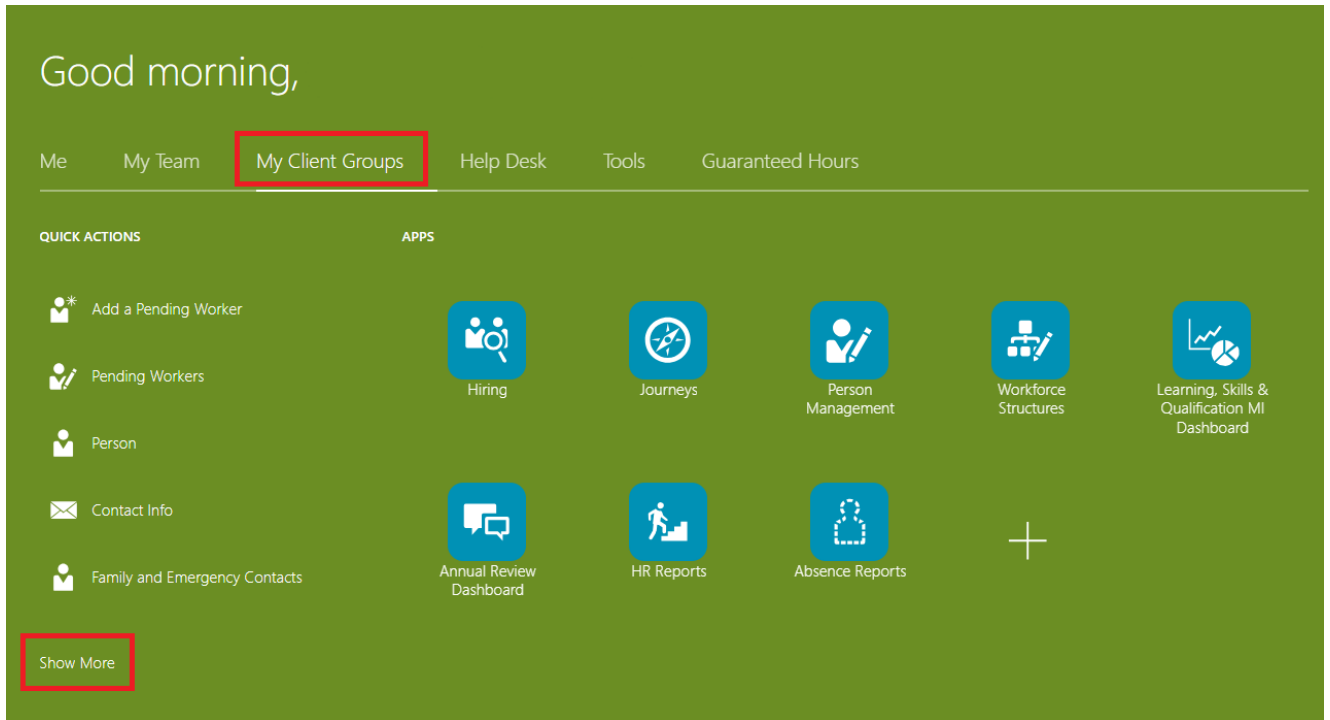 Good morning,
Me My Team My Client Groups Help Desk Tools Guaranteed Hours
QUICK ACTIONS
APPS
Add a Pending Worker
Pending Workers
Person
Contact Info
Family and Emergency Contacts
Show More
Hiring
Journeys
Person
Management
Workforce
Structures
Learning, Skills &
Qualification MI
Dashboard
Annual Review
Dashboard
HR Reports
Absence Reports